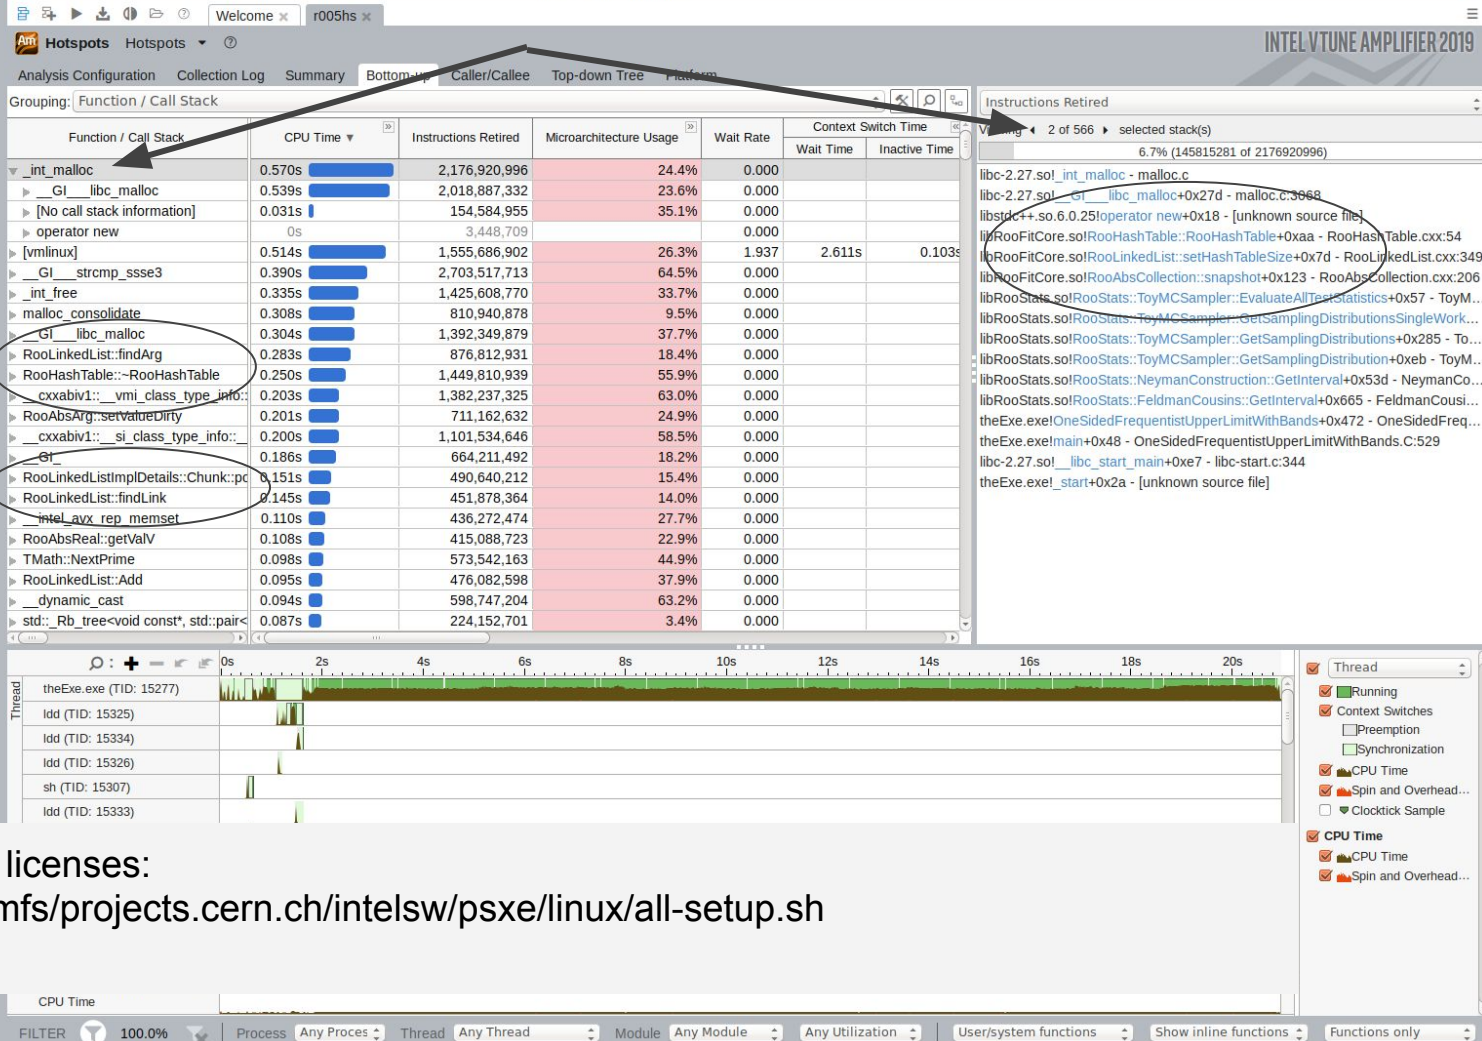 Welcome × r005hs ×
Hotspots Hotspots
INTEL VTUNE AMPLIFIER 2019
Analysis Configuration Collection Log Summary Bottom-up Caller/Callee Top-down Tree Platform
Grouping: Function / Call Stack
Instructions Retired
Function / Call Stack CPU Time Instructions Retired Microarchitecture Usage Wait Rate Context Switch Time
Wait Time Inactive Time
Viewing 2 of 566 selected stack(s)
6.7% (145815281 of 2176920996)
_int_malloc 0.570s 2,176,920,996 24.4% 0.000
__GI___libc_malloc 0.539s 2,018,887,332 23.6% 0.000
[No call stack information] 0.031s 154,584,955 35.1% 0.000
operator new 0s 3,448,709 0.000
[vmlinux] 0.514s 1,555,686,902 26.3% 1.937 2.611s 0.103s
__GI___strcmp_ssse3 0.390s 2,703,517,713 64.5% 0.000
_int_free 0.335s 1,425,608,770 33.7% 0.000
malloc_consolidate 0.308s 810,940,878 9.5% 0.000
__GI___libc_malloc 0.304s 1,392,349,879 37.7% 0.000
RooLinkedList::findArg 0.283s 876,812,931 18.4% 0.000
RooHashTable::~RooHashTable 0.250s 1,449,810,939 55.9% 0.000
__cxxabiv1::__vmi_class_type_info:: 0.203s 1,382,237,325 63.0% 0.000
RooAbsArg::setValueDirty 0.201s 711,162,632 24.9% 0.000
__cxxabiv1::__si_class_type_info::_ 0.200s 1,101,534,646 58.5% 0.000
__GI_ 0.186s 664,211,492 18.2% 0.000
RooLinkedListImplDetails::Chunk::po 0.151s 490,640,212 15.4% 0.000
RooLinkedList::findLink 0.145s 451,878,364 14.0% 0.000
__intel_avx_rep_memset 0.110s 436,272,474 27.7% 0.000
RooAbsReal::getValV 0.108s 415,088,723 22.9% 0.000
TMath::NextPrime 0.098s 573,542,163 44.9% 0.000
RooLinkedList::Add 0.095s 476,082,598 37.9% 0.000
__dynamic_cast 0.094s 598,747,204 63.2% 0.000
std::_Rb_tree<void const*, std::pair< 0.087s 224,152,701 3.4% 0.000
libc-2.27.so!_int_malloc - malloc.c
libc-2.27.so!__GI___libc_malloc+0x27d - malloc.c:3068
libstdc++.so.6.0.25!operator new+0x18 - [unknown source file]
libRooFitCore.so!RooHashTable::RooHashTable+0xaa - RooHashTable.cxx:54
libRooFitCore.so!RooLinkedList::setHashTableSize+0x7d - RooLinkedList.cxx:349
libRooFitCore.so!RooAbsCollection::snapshot+0x123 - RooAbsCollection.cxx:206
libRooStats.so!RooStats::ToyMCSampler::EvaluateAllTestStatistics+0x57 - ToyM...
libRooStats.so!RooStats::ToyMCSampler::GetSamplingDistributionsSingleWork...
libRooStats.so!RooStats::ToyMCSampler::GetSamplingDistributions+0x285 - To...
libRooStats.so!RooStats::ToyMCSampler::GetSamplingDistribution+0xeb - ToyM...
libRooStats.so!RooStats::NeymanConstruction::GetInterval+0x53d - NeymanCo...
libRooStats.so!RooStats::FeldmanCousins::GetInterval+0x665 - FeldmanCousi...
theExe.exe!OneSidedFrequentistUpperLimitWithBands+0x472 - OneSidedFreq...
theExe.exe!main+0x48 - OneSidedFrequentistUpperLimitWithBands.C:529
libc-2.27.so!__libc_start_main+0xe7 - libc-start.c:344
theExe.exe!_start+0x2a - [unknown source file]
0s 2s 4s 6s 8s 10s 12s 14s 16s 18s 20s
Thread
theExe.exe (TID: 15277)
ldd (TID: 15325)
ldd (TID: 15334)
ldd (TID: 15326)
sh (TID: 15307)
ldd (TID: 15333)
Thread
Running
Context Switches
Preemption
Synchronization
CPU Time
Spin and Overhead...
Clocktick Sample
CPU Time
CPU Time
Spin and Overhead...
licenses:
mfs/projects.cern.ch/intelsw/psxe/linux/all-setup.sh
CPU Time
FILTER 100.0% Process Any Proces Thread Any Thread Module Any Module Any Utilization User/system functions Show inline functions Functions only